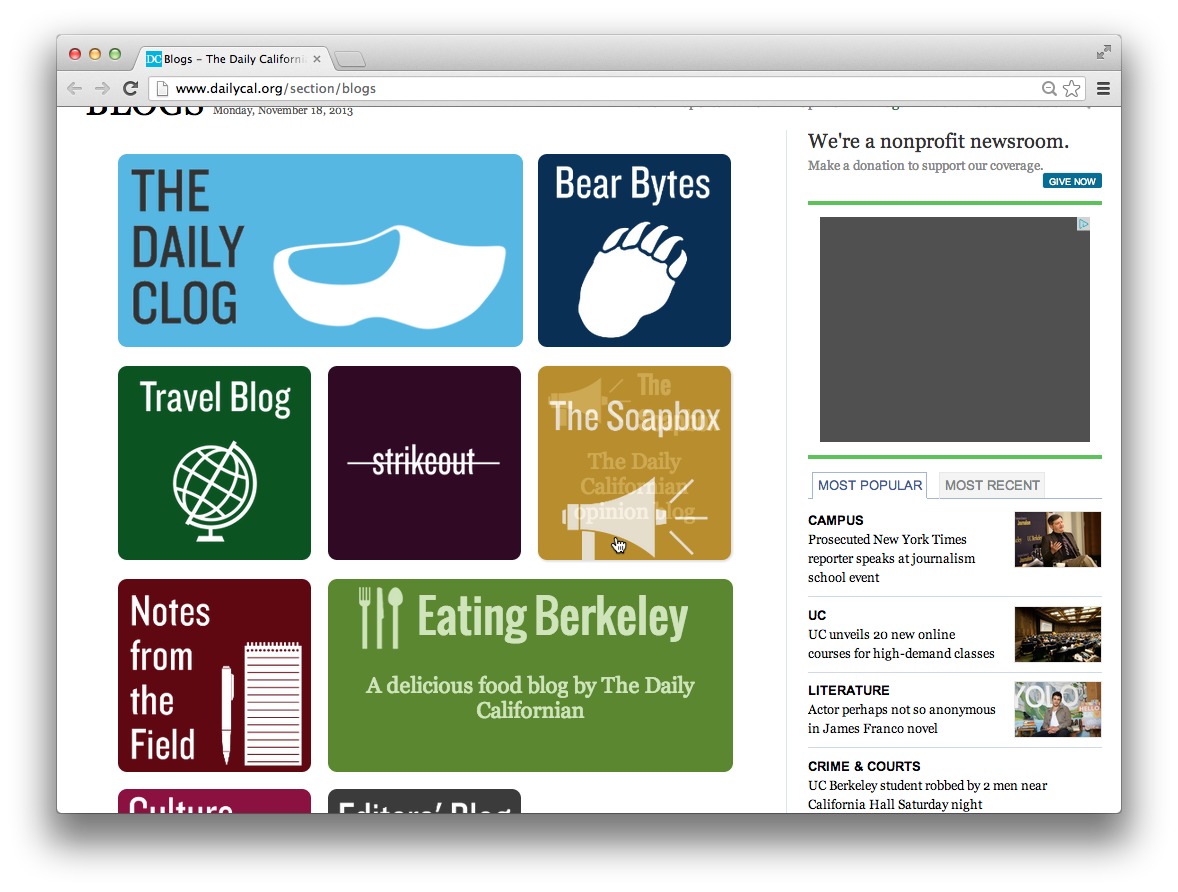 DC Blogs – The Daily Californi
www.dailycal.org/section/blogs
BLOGS Monday, November 18, 2013
THE
DAILY
CLOG
Bear Bytes
Travel Blog
strikeout
The
Soapbox
The Soapbox
The Daily
Californian
opinion blog
Notes
from
the
Field
Eating Berkeley
A delicious food blog by The Daily
Californian
Culture
Editors' Blog
We're a nonprofit newsroom.
Make a donation to support our coverage.
GIVE NOW
MOST POPULAR MOST RECENT
CAMPUS
Prosecuted New York Times
reporter speaks at journalism
school event
UC
UC unveils 20 new online
courses for high-demand classes
LITERATURE
Actor perhaps not so anonymous
in James Franco novel
YOLO
CRIME & COURTS
UC Berkeley student robbed by 2 men near
California Hall Saturday night